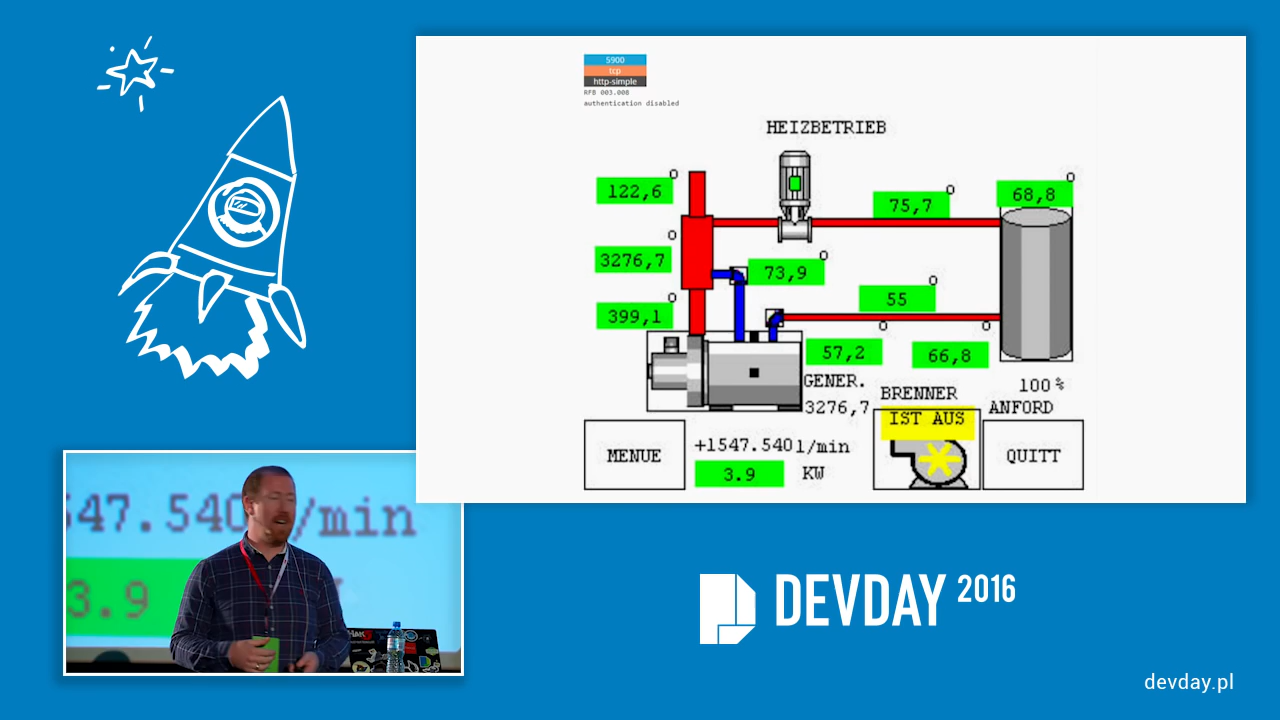 5900
tcp
http-simple
RFB 003.008
authentication disabled
HEIZBETRIEB
122,6
75,7
68,8
3276,7
73,9
399,1
55
57,2
66,8
GENER.
3276,7
BRENNER
IST AUS
100%
ANFORD
MENUE
+1547.540l/min
3.9 KW
QUITT
547.540 /min
3.9
HAK5
DEVDAY 2016
devday.pl